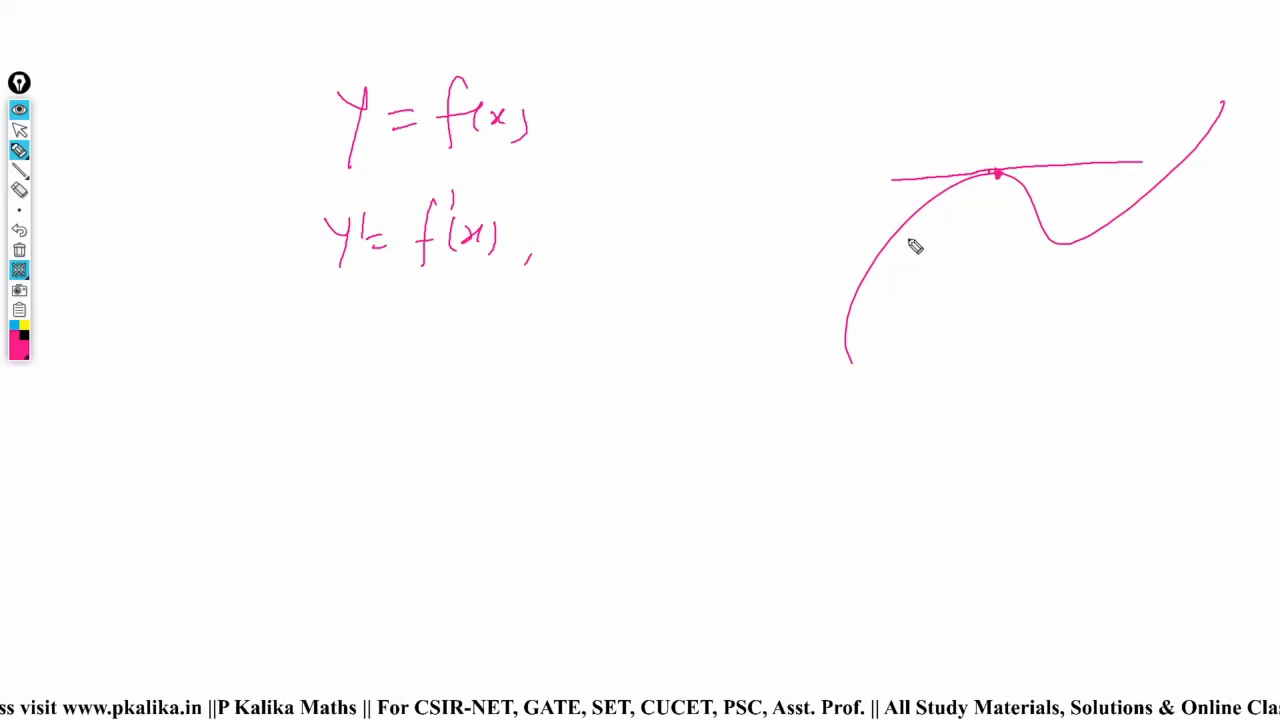 y = f(x)
y' = f'(x) ,
ss visit www.pkalika.in ||P Kalika Maths || For CSIR-NET, GATE, SET, CUCET, PSC, Asst. Prof. || All Study Materials, Solutions & Online Cla